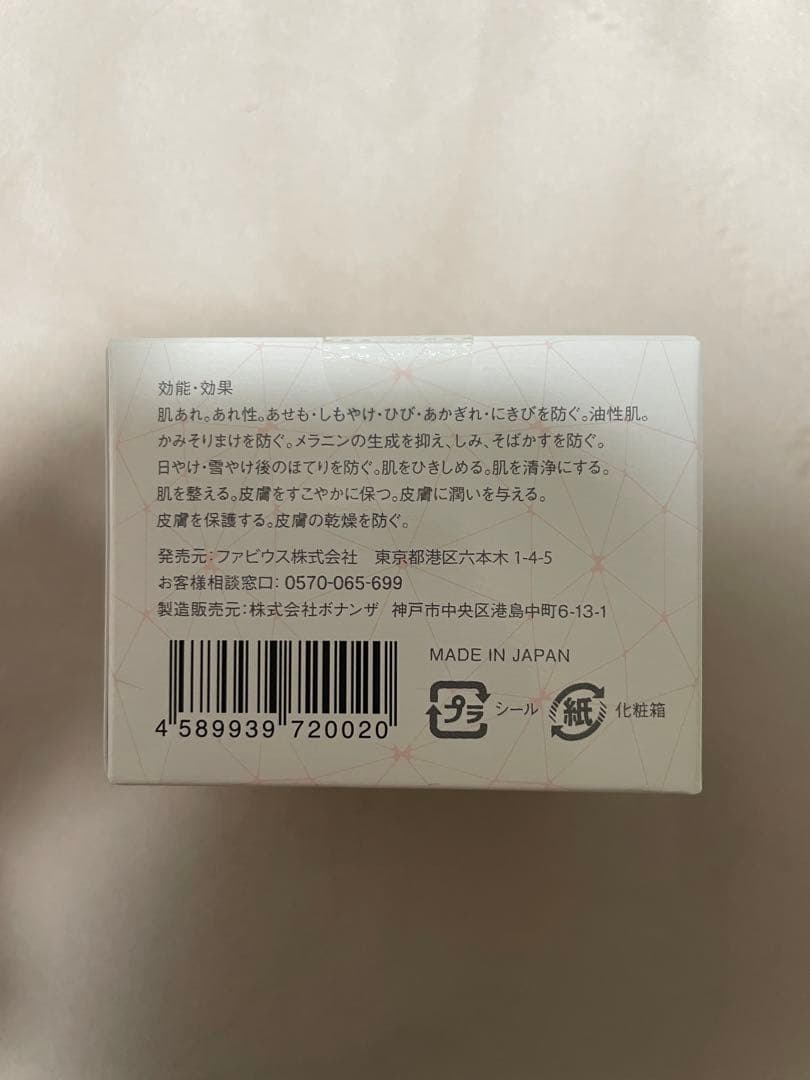 効能・効果
肌あれ。あれ性。あせも・しもやけ・ひび・あかぎれ・にきびを防ぐ。油性肌。
かみそりまけを防ぐ。メラニンの生成を抑え、しみ、そばかすを防ぐ。
日やけ・雪やけ後のほてりを防ぐ。肌をひきしめる。肌を清浄にする。
肌を整える。皮膚をすこやかに保つ。皮膚に潤いを与える。
皮膚を保護する。皮膚の乾燥を防ぐ。
発売元:ファビウス株式会社 東京都港区六本木 1-4-5
お客様相談窓口: 0570-065-699
製造販売元:株式会社ボナンザ 神戸市中央区港島中町6-13-1
MADE IN JAPAN
プラ シール 紙 化粧箱
4 589939 720020